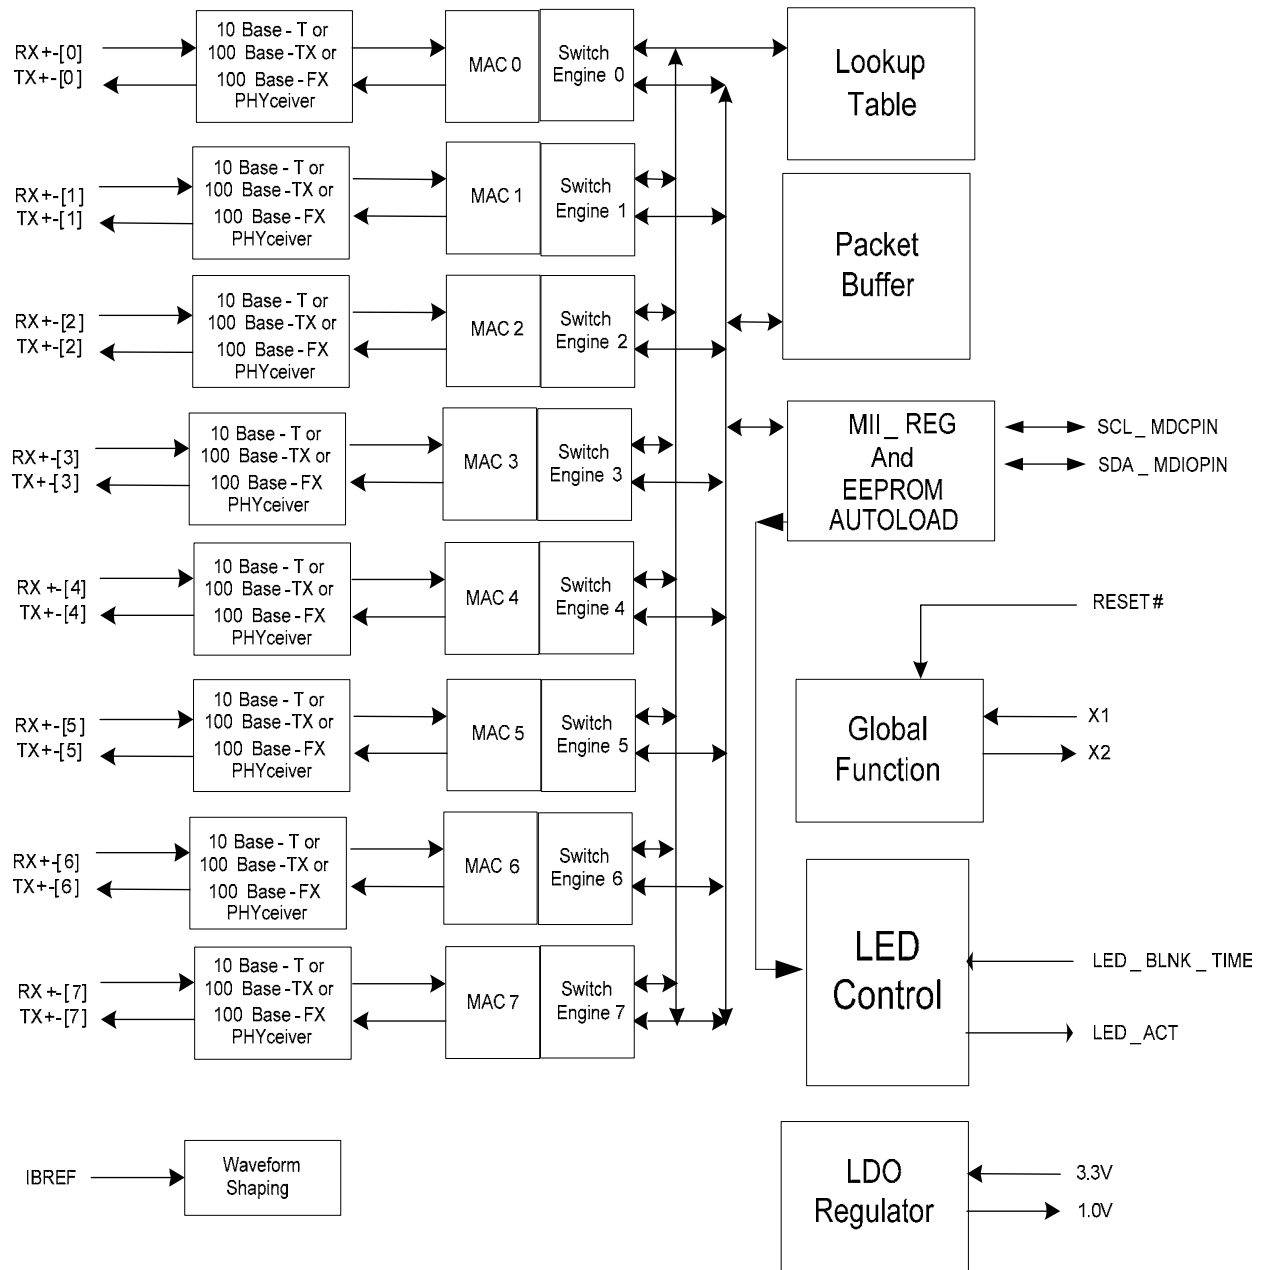 RX+-[0]
TX+-[0]
10 Base-T or
100 Base-TX or
100 Base-FX
PHYceiver
MAC 0
Switch
Engine 0
Lookup
Table
RX+-[1]
TX+-[1]
10 Base-T or
100 Base-TX or
100 Base-FX
PHYceiver
MAC 1
Switch
Engine 1
Packet
Buffer
RX+-[2]
TX+-[2]
10 Base-T or
100 Base-TX or
100 Base-FX
PHYceiver
MAC 2
Switch
Engine 2
RX+-[3]
TX+-[3]
10 Base-T or
100 Base-TX or
100 Base-FX
PHYceiver
MAC 3
Switch
Engine 3
MII_REG
And
EEPROM
AUTOLOAD
SCL_MDCPIN
SDA_MDIOPIN
RX+-[4]
TX+-[4]
10 Base-T or
100 Base-TX or
100 Base-FX
PHYceiver
MAC 4
Switch
Engine 4
RESET#
RX+-[5]
TX+-[5]
10 Base-T or
100 Base-TX or
100 Base-FX
PHYceiver
MAC 5
Switch
Engine 5
Global
Function
X1
X2
RX+-[6]
TX+-[6]
10 Base-T or
100 Base-TX or
100 Base-FX
PHYceiver
MAC 6
Switch
Engine 6
RX+-[7]
TX+-[7]
10 Base-T or
100 Base-TX or
100 Base-FX
PHYceiver
MAC 7
Switch
Engine 7
LED
Control
LED_BLNK_TIME
LED_ACT
IBREF
Waveform
Shaping
LDO
Regulator
3.3V
1.0V